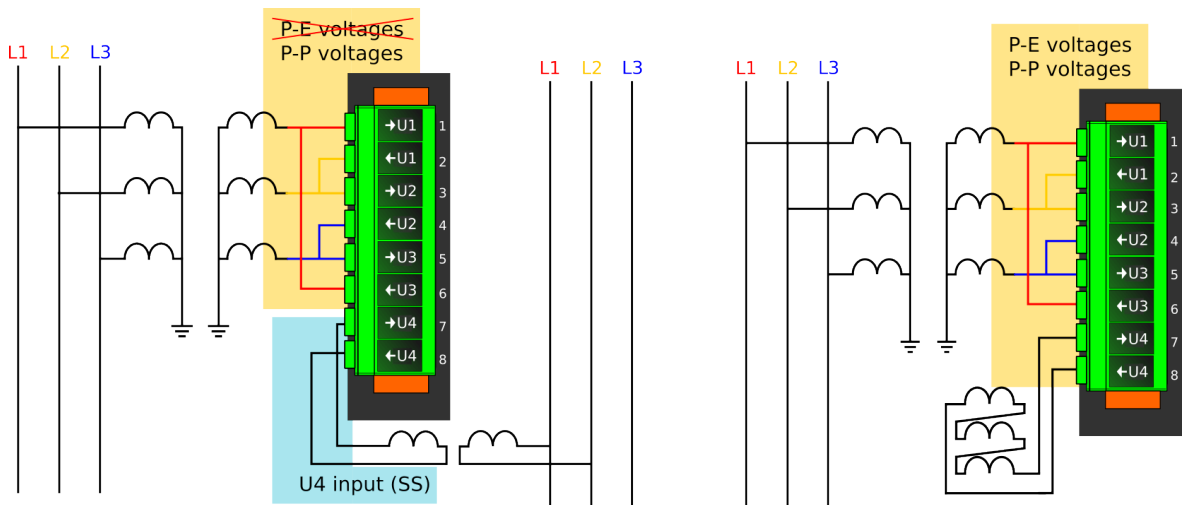 P-E voltages
P-P voltages
L1 L2 L3
→U1 1
←U1 2
→U2 3
←U2 4
→U3 5
←U3 6
→U4 7
←U4 8
U4 input (SS)
L1 L2 L3
L1 L2 L3
P-E voltages
P-P voltages
→U1 1
←U1 2
→U2 3
←U2 4
→U3 5
←U3 6
→U4 7
←U4 8